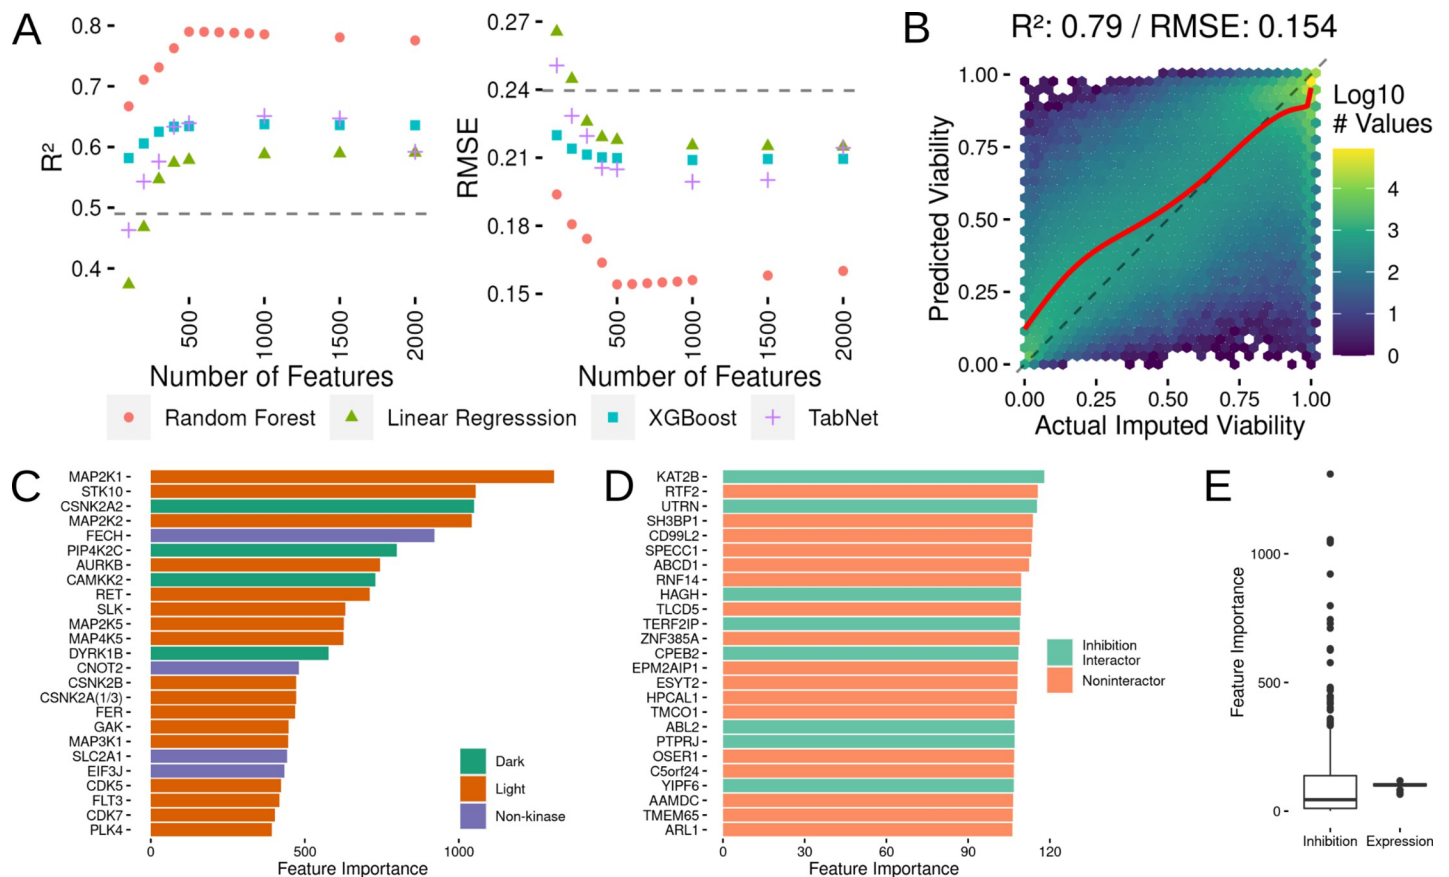 A
0.8
0.7
0.6
0.5
0.4
R²
500
1000
1500
2000
Number of Features
0.27
0.24
0.21
0.18
0.15
RMSE
500
1000
1500
2000
Number of Features
Random Forest
Linear Regresssion
XGBoost
TabNet
B
R²: 0.79 / RMSE: 0.154
1.00
0.75
0.50
0.25
0.00
Predicted Viability
0.00
0.25
0.50
0.75
1.00
Actual Imputed Viability
Log10
# Values
4
3
2
1
0
C
MAP2K1
STK10
CSNK2A2
MAP2K2
FECH
PIP4K2C
AURKB
CAMKK2
RET
SLK
MAP2K5
MAP4K5
DYRK1B
CNOT2
CSNK2B
CSNK2A(1/3)
FER
GAK
MAP3K1
SLC2A1
EIF3J
CDK5
FLT3
CDK7
PLK4
0
500
1000
Feature Importance
Dark
Light
Non-kinase
D
KAT2B
RTF2
UTRN
SH3BP1
CD99L2
SPECC1
ABCD1
RNF14
HAGH
TLCD5
TERF2IP
ZNF385A
CPEB2
EPM2AIP1
ESYT2
HPCAL1
TMCO1
ABL2
PTPRJ
OSER1
C5orf24
YIPF6
AAMDC
TMEM65
ARL1
0
30
60
90
120
Feature Importance
Inhibition
Interactor
Noninteractor
E
1000
500
0
Feature Importance
Inhibition
Expression